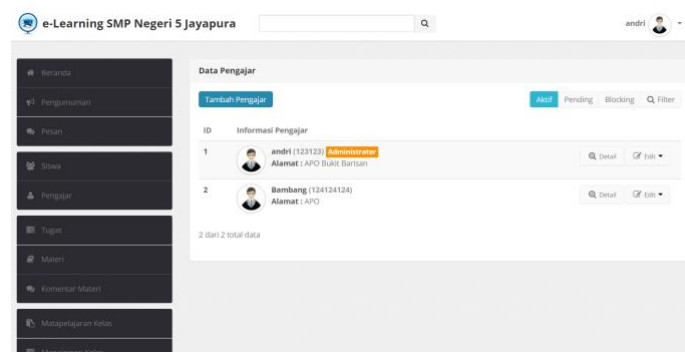 e-Learning SMP Negeri 5 Jayapura
andri
Beranda
Pengumuman
Pesan
Siswa
Pengajar
Tugas
Materi
Komentar Materi
Matapelajaran Kelas
Data Pengajar
Tambah Pengajar
Aktif Pending Blocking Filter
ID Informasi Pengajar
1 andri (123123) Administrator
Alamat : APO Bukit Barisan
Detail Edit
2 Bambang (124124124)
Alamat : APO
Detail Edit
2 dari 2 total data